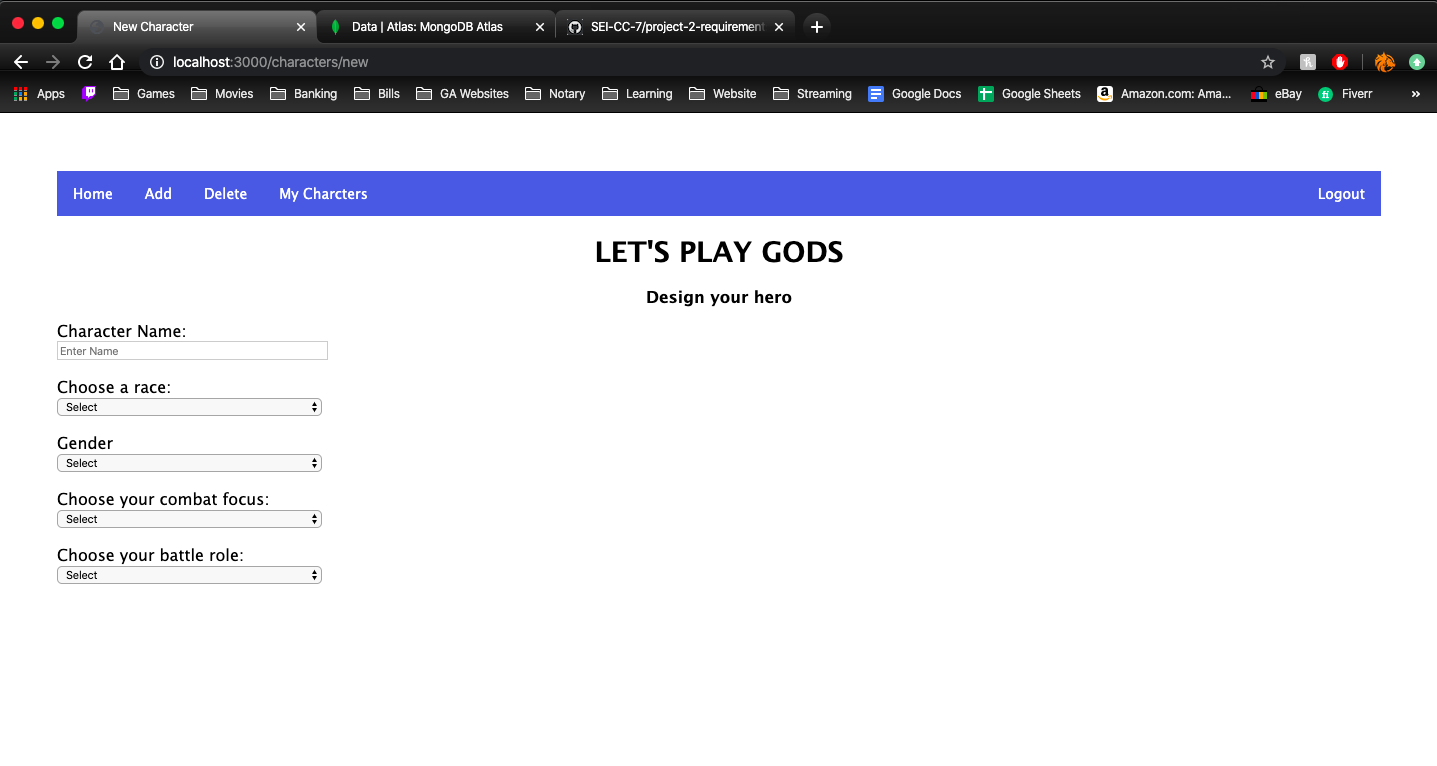 New Character
Data | Atlas: MongoDB Atlas
SEI-CC-7/project-2-requirement
localhost:3000/characters/new
Apps Games Movies Banking Bills GA Websites Notary Learning Website Streaming Google Docs Google Sheets Amazon.com: Ama... eBay fi Fiverr »
Home Add Delete My Charcters Logout
LET'S PLAY GODS
Design your hero
Character Name:
Enter Name
Choose a race:
Select
Gender
Select
Choose your combat focus:
Select
Choose your battle role:
Select